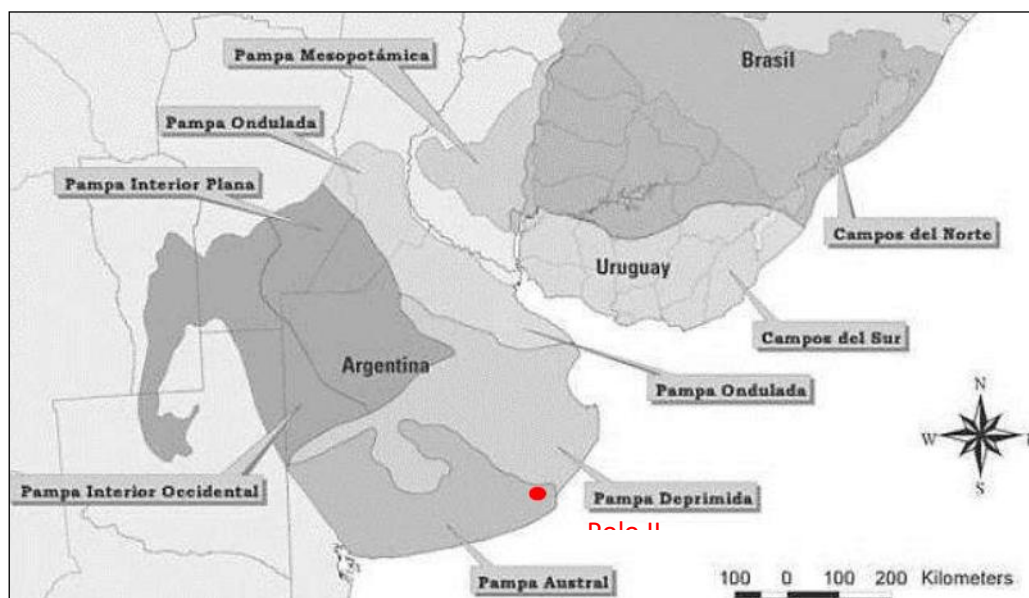 Pampa Mesopotámica
Brasil
Pampa Ondulada
Pampa Interior Plana
Campos del Norte
Uruguay
Campos del Sur
Argentina
Pampa Ondulada
N
W
S
Pampa Interior Occidental
Pampa Deprimida
Pampa Austral
100 0 100 200 Kilometers